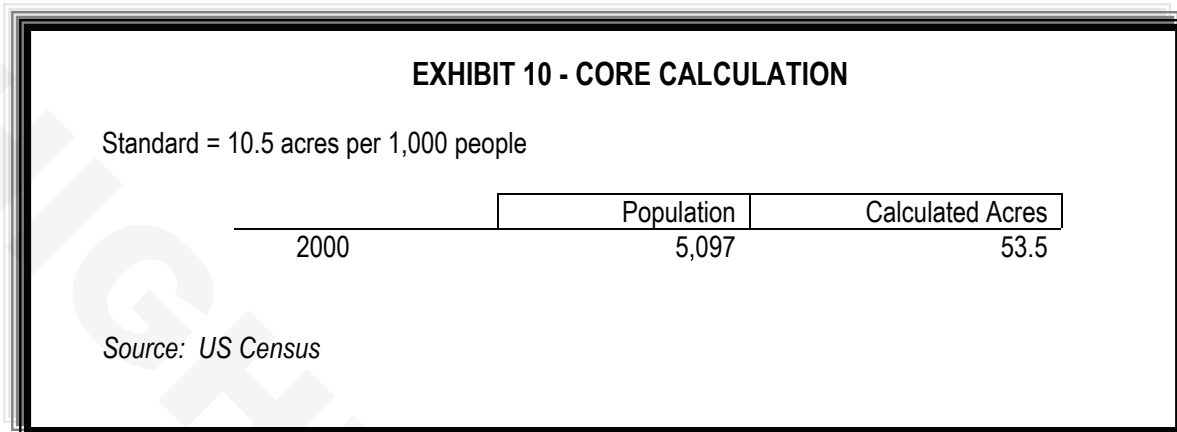 EXHIBIT 10 - CORE CALCULATION
Standard = 10.5 acres per 1,000 people
Population Calculated Acres
2000 5,097 53.5
Source: US Census